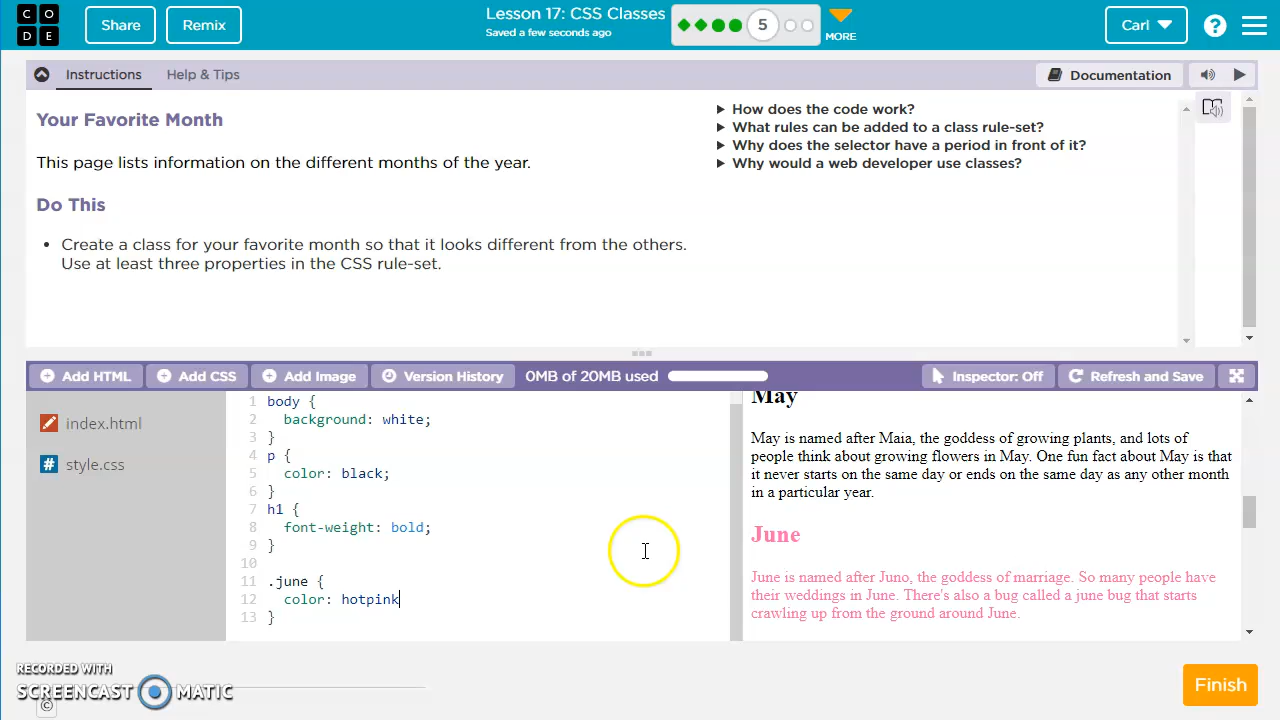 C O
D E
Share
Remix
Lesson 17: CSS Classes
Saved a few seconds ago
5
MORE
Carl
?
Instructions
Help & Tips
Documentation
Your Favorite Month
This page lists information on the different months of the year.
Do This
• Create a class for your favorite month so that it looks different from the others.
Use at least three properties in the CSS rule-set.
How does the code work?
What rules can be added to a class rule-set?
Why does the selector have a period in front of it?
Why would a web developer use classes?
Add HTML
Add CSS
Add Image
Version History
0MB of 20MB used
Inspector: Off
Refresh and Save
index.html
# style.css
1 body {
2 background: white;
3 }
4 p {
5 color: black;
6 }
7 h1 {
8 font-weight: bold;
9 }
10
11 .june {
12 color: hotpink
13 }
May
May is named after Maia, the goddess of growing plants, and lots of
people think about growing flowers in May. One fun fact about May is that
it never starts on the same day or ends on the same day as any other month
in a particular year.
June
June is named after Juno, the goddess of marriage. So many people have
their weddings in June. There's also a bug called a june bug that starts
crawling up from the ground around June.
RECORDED WITH
SCREENCAST MATIC
©
Finish